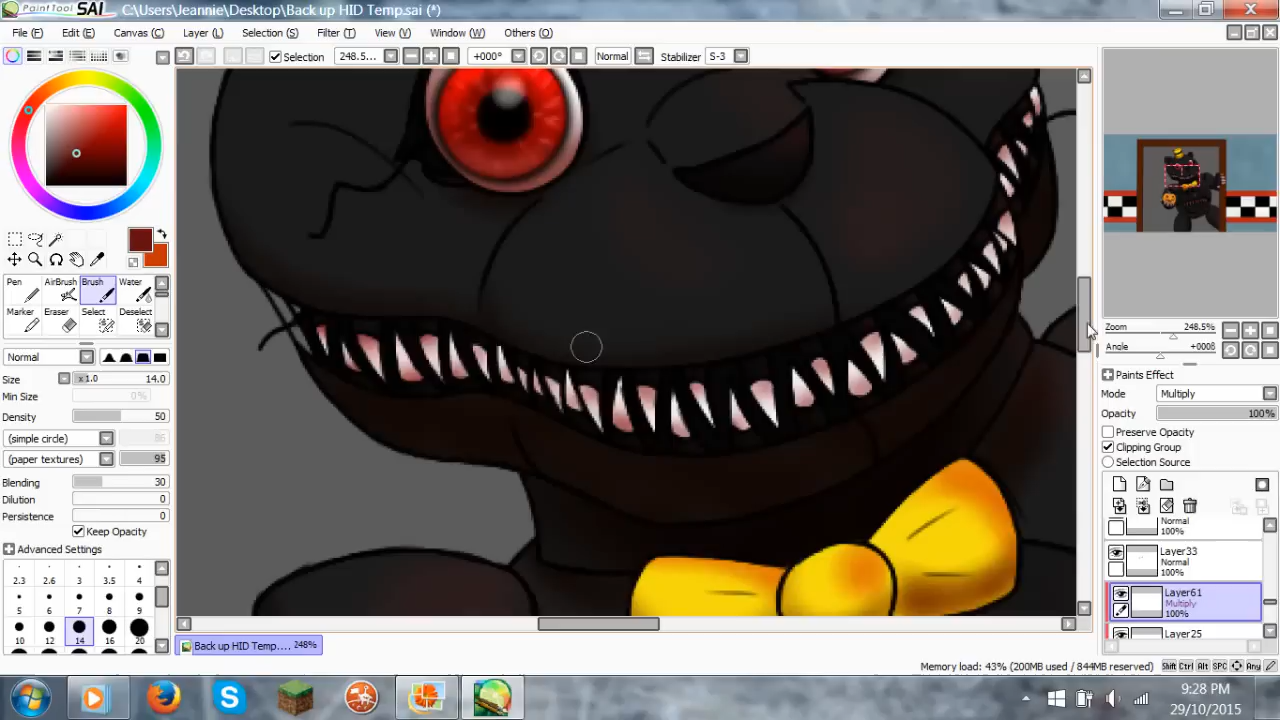 PaintTool SAI C:\Users\Jeannie\Desktop\Back up HID Temp.sai (*)
File (F) Edit (E) Canvas (C) Layer (L) Selection (S) Filter (T) View (V) Window (W) Others (O)
Selection 248.5... +000° Normal Stabilizer S-3
Pen AirBrush Brush Water
Marker Eraser Select Deselect
Normal
Size x1.0 14.0
Min Size 0%
Density 50
(simple circle)
(paper textures) 95
Blending 30
Dilution 0
Persistence 0
Keep Opacity
Advanced Settings
2.3 2.6 3 3.5 4
5 6 7 8 9
10 12 14 16 20
Zoom 248.5%
Angle +000ß
Paints Effect
Mode Multiply
Opacity 100%
Preserve Opacity
Clipping Group
Selection Source
Normal
100%
Layer33
Normal
100%
Layer61
Multiply
100%
Layer25
Back up HID Temp.... 248%
Memory load: 43% (200MB used / 844MB reserved) Shift Ctrl Alt SPC Any
9:28 PM
29/10/2015